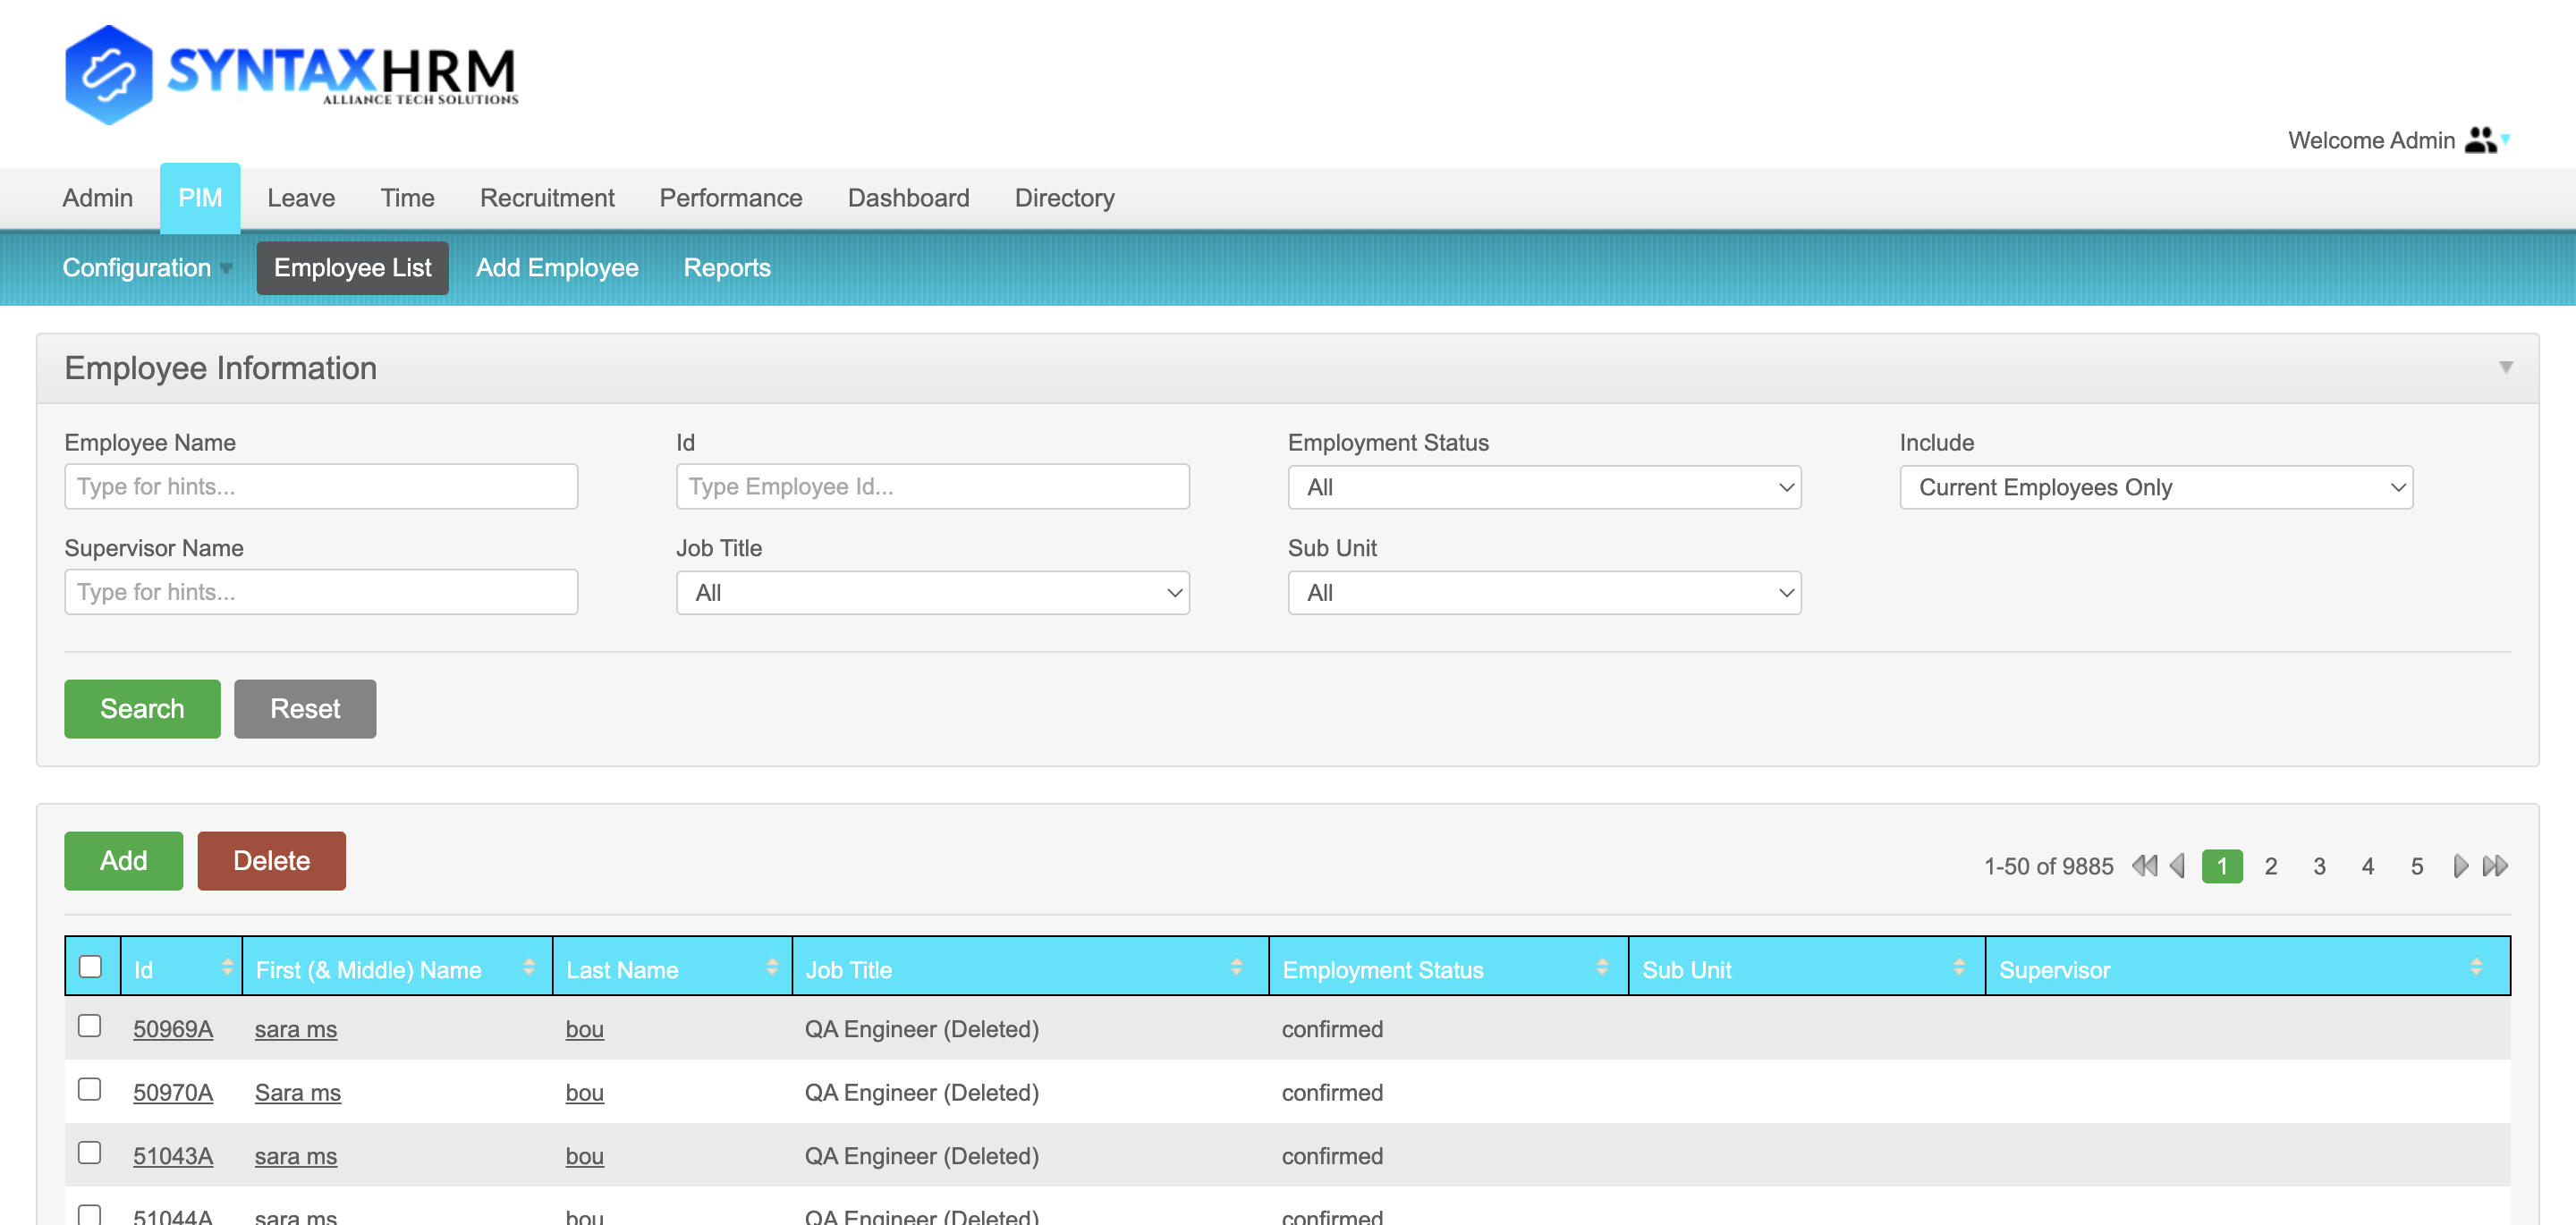 SYNTAXHRM
ALLIANCE TECH SOLUTIONS
Welcome Admin
Admin PIM Leave Time Recruitment Performance Dashboard Directory
Configuration Employee List Add Employee Reports
Employee Information
Employee Name Id Employment Status Include
Type for hints... Type Employee Id... All Current Employees Only
Supervisor Name Job Title Sub Unit
Type for hints... All All
Search Reset
Add Delete 1-50 of 9885 1 2 3 4 5
Id First (& Middle) Name Last Name Job Title Employment Status Sub Unit Supervisor
50969A sara ms bou QA Engineer (Deleted) confirmed
50970A Sara ms bou QA Engineer (Deleted) confirmed
51043A sara ms bou QA Engineer (Deleted) confirmed
51044A sara ms bou QA Engineer (Deleted) confirmed